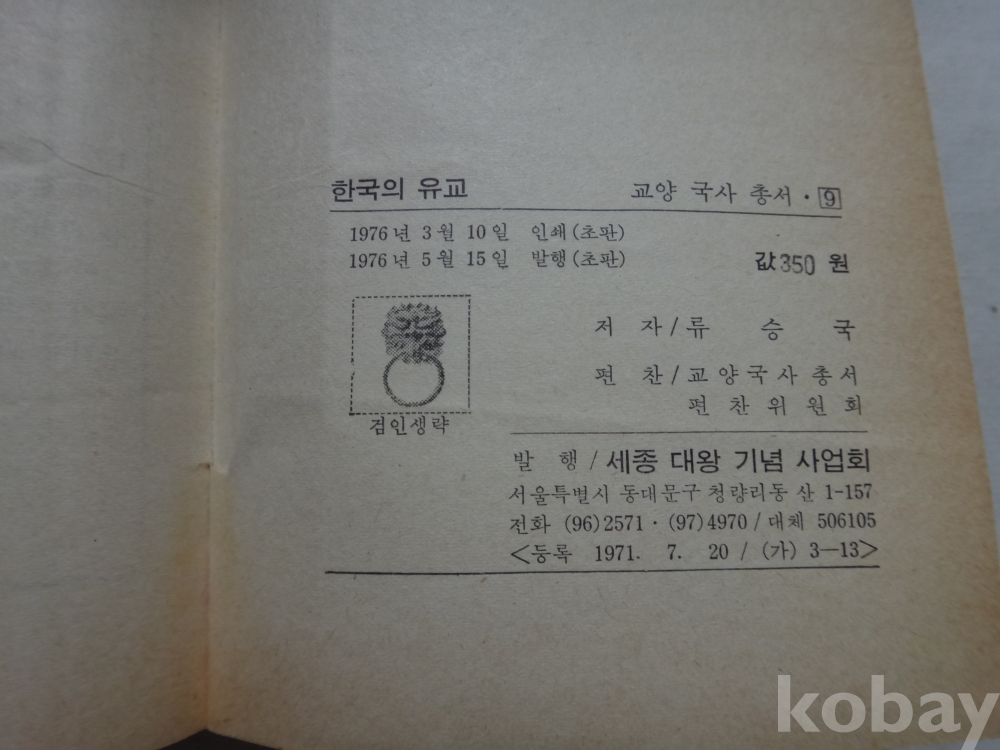 한국의 유교 교양 국사 총서 · 9
1976년 3월 10일 인쇄(초판)
1976년 5월 15일 발행(초판)
값350 원
저 자/류 승 국
편 찬/교양국사총서
편찬위원회
검인생략
발 행/세종 대왕 기념 사업회
서울특별시 동대문구 청량리동 산 1-157
전화 (96)2571·(97)4970/대체 506105
<등록 1971. 7. 20 / (가) 3—13>
kobay